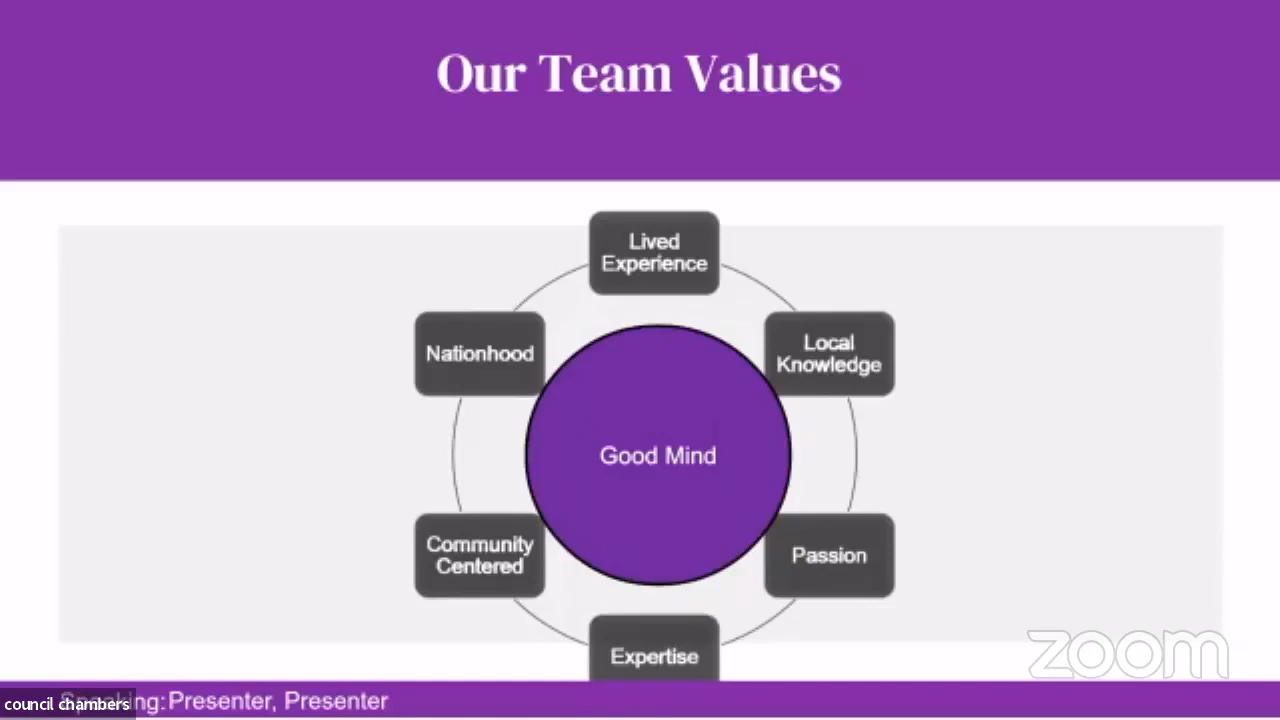 Our Team Values
Lived
Experience
Nationhood
Local
Knowledge
Good Mind
Community
Centered
Passion
Expertise
zoom
Speaking: Presenter, Presenter
council chambers